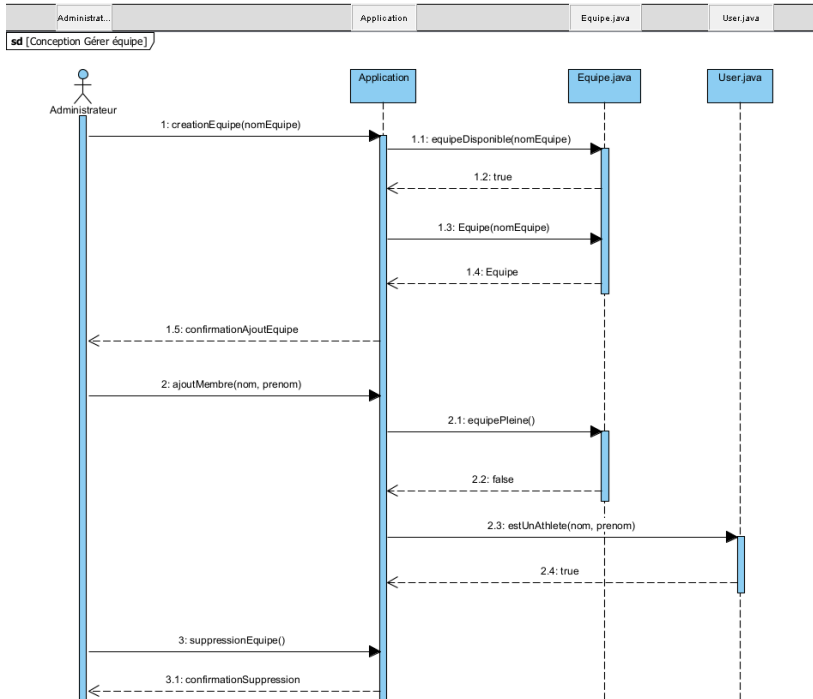 Administrat...
Application
Equipe.java
User.java
sd [Conception Gérer équipe]
Administrateur
Application
Equipe.java
User.java
1: creationEquipe(nomEquipe)
1.1: equipeDisponible(nomEquipe)
1.2: true
1.3: Equipe(nomEquipe)
1.4: Equipe
1.5: confirmationAjoutEquipe
2: ajoutMembre(nom, prenom)
2.1: equipePleine()
2.2: false
2.3: estUnAthlete(nom, prenom)
2.4: true
3: suppressionEquipe()
3.1: confirmationSuppression